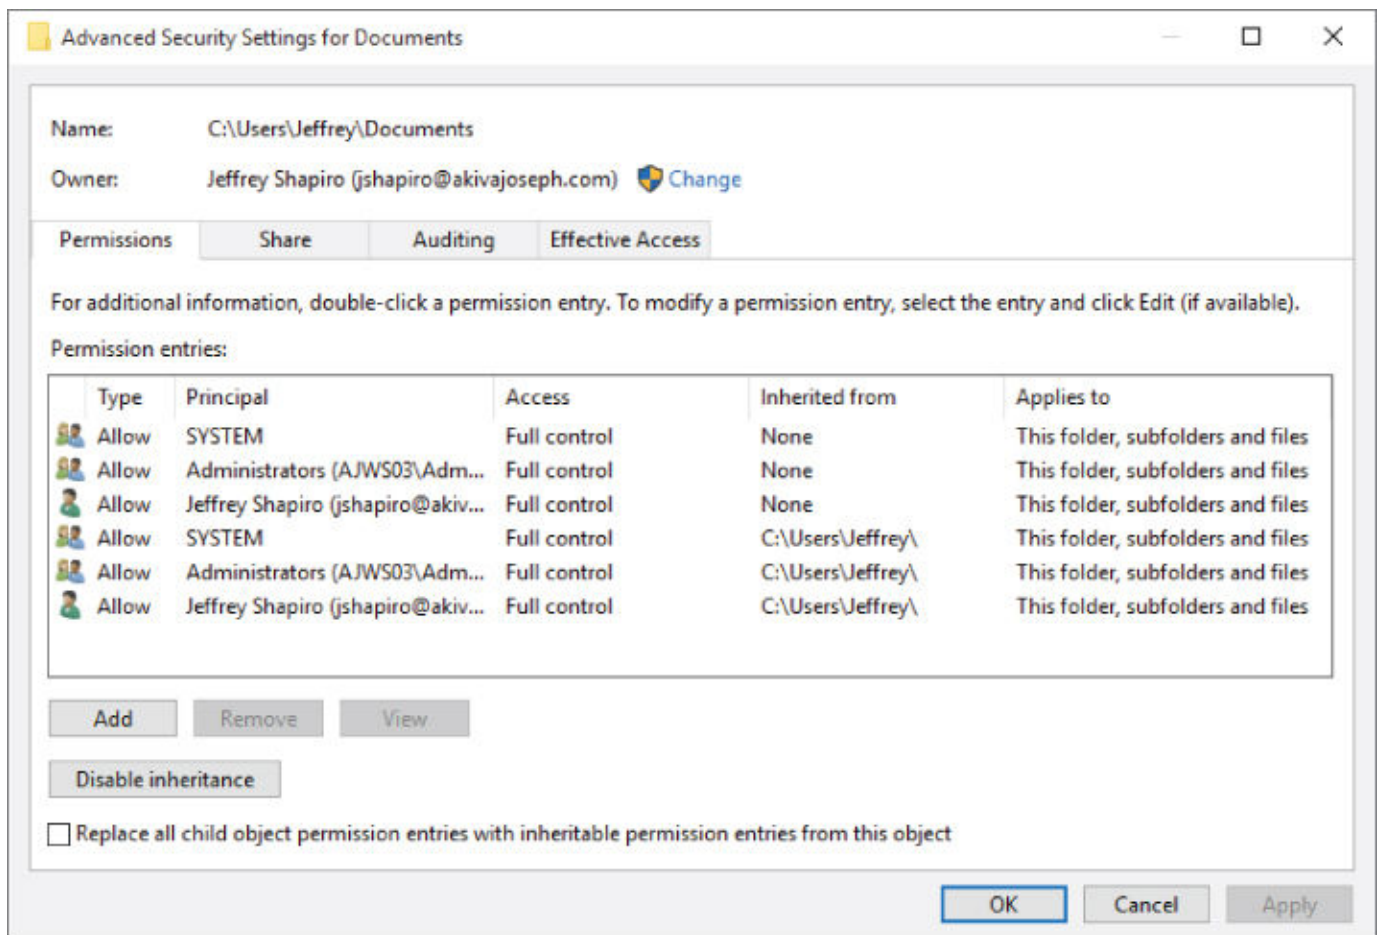 Advanced Security Settings for Documents
Name: C:\Users\Jeffrey\Documents
Owner: Jeffrey Shapiro (jshapiro@akivajoseph.com) Change
Permissions Share Auditing Effective Access
For additional information, double-click a permission entry. To modify a permission entry, select the entry and click Edit (if available).
Permission entries:
Type Principal Access Inherited from Applies to
Allow SYSTEM Full control None This folder, subfolders and files
Allow Administrators (AJWS03\Adm... Full control None This folder, subfolders and files
Allow Jeffrey Shapiro (jshapiro@akiv... Full control None This folder, subfolders and files
Allow SYSTEM Full control C:\Users\Jeffrey\ This folder, subfolders and files
Allow Administrators (AJWS03\Adm... Full control C:\Users\Jeffrey\ This folder, subfolders and files
Allow Jeffrey Shapiro (jshapiro@akiv... Full control C:\Users\Jeffrey\ This folder, subfolders and files
Add Remove View
Disable inheritance
Replace all child object permission entries with inheritable permission entries from this object
OK Cancel Apply